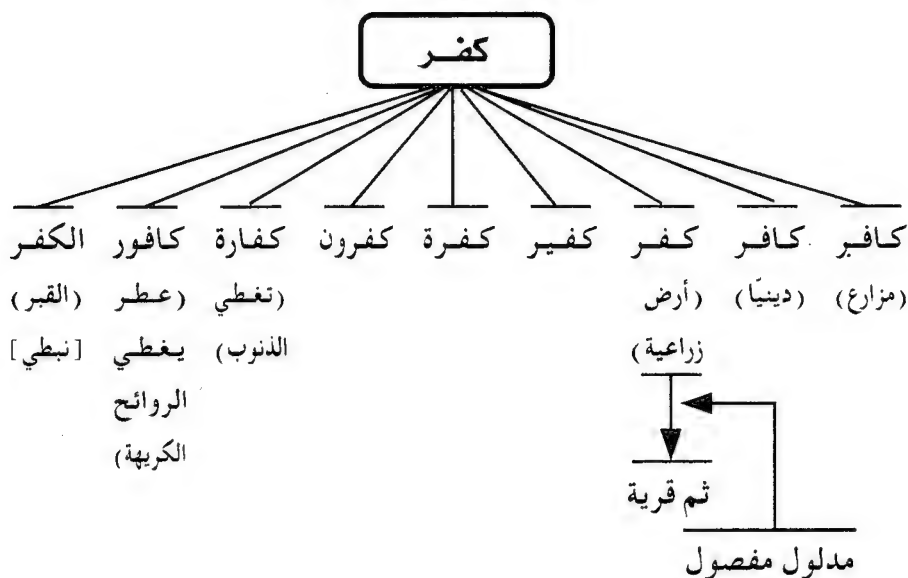 كفر
كافر كافر كفر كفير كفرة كفرون كفارة كافور الكفر
(مزارع) (دينيّا) (أرض (تغطي (عطر (القبر)
زراعية) الذنوب) يغطي [نبطي]
الروائح
الكريهة)
ثم قرية
مدلول مفصول